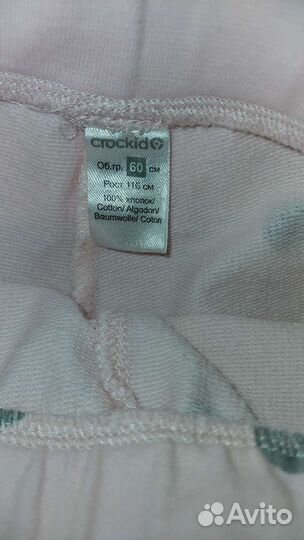 crockid
Об.гр. 60 см
Рост 116 см
100% хлопок/
Cotton/ Algodon/
Baumwolle/ Coton
Avito